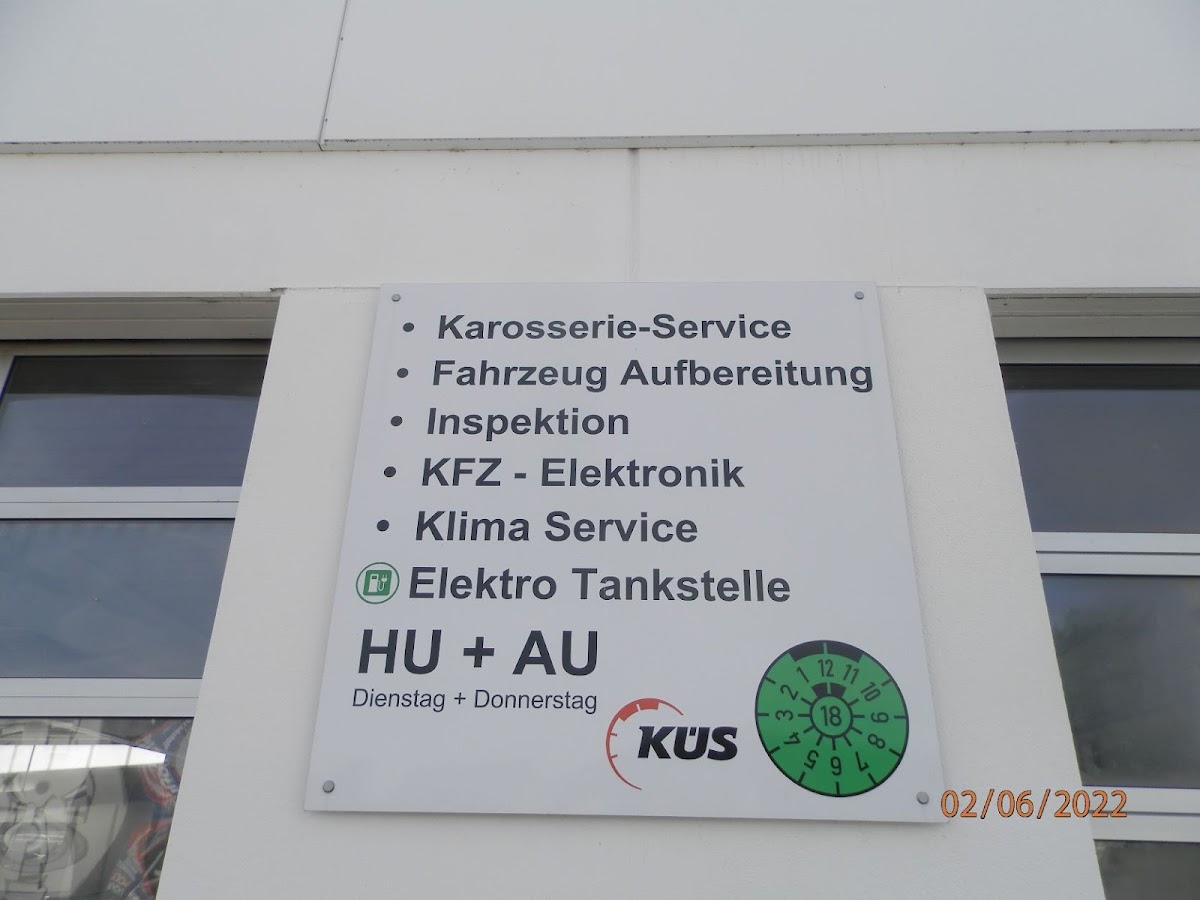 • Karosserie-Service
• Fahrzeug Aufbereitung
• Inspektion
• KFZ - Elektronik
• Klima Service
Elektro Tankstelle
HU + AU
Dienstag + Donnerstag
KÜS
12 11 10 9 8 7 6 5 4 3 2 1
18
02/06/2022